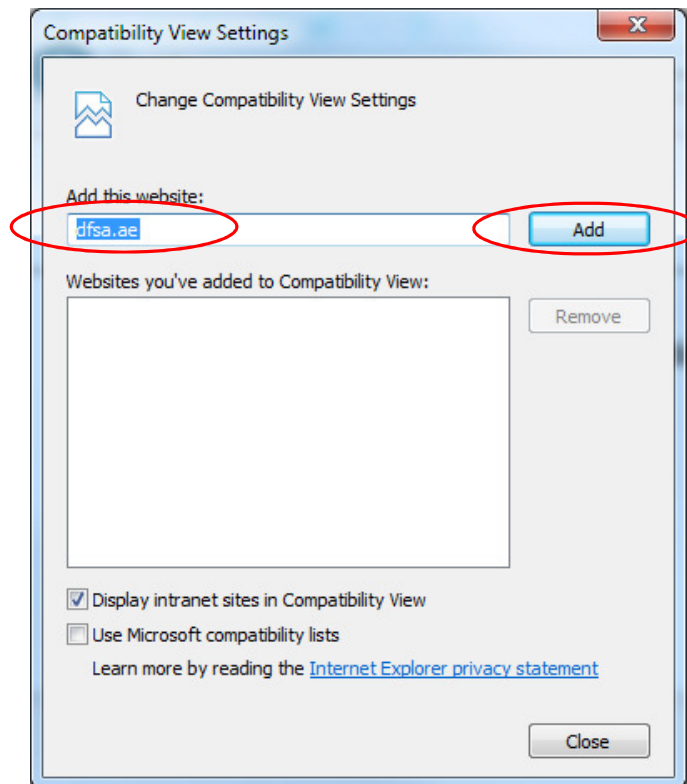 Compatibility View Settings
Change Compatibility View Settings
Add this website:
dfsa.ae
Add
Websites you've added to Compatibility View:
Remove
Display intranet sites in Compatibility View
Use Microsoft compatibility lists
Learn more by reading the Internet Explorer privacy statement
Close